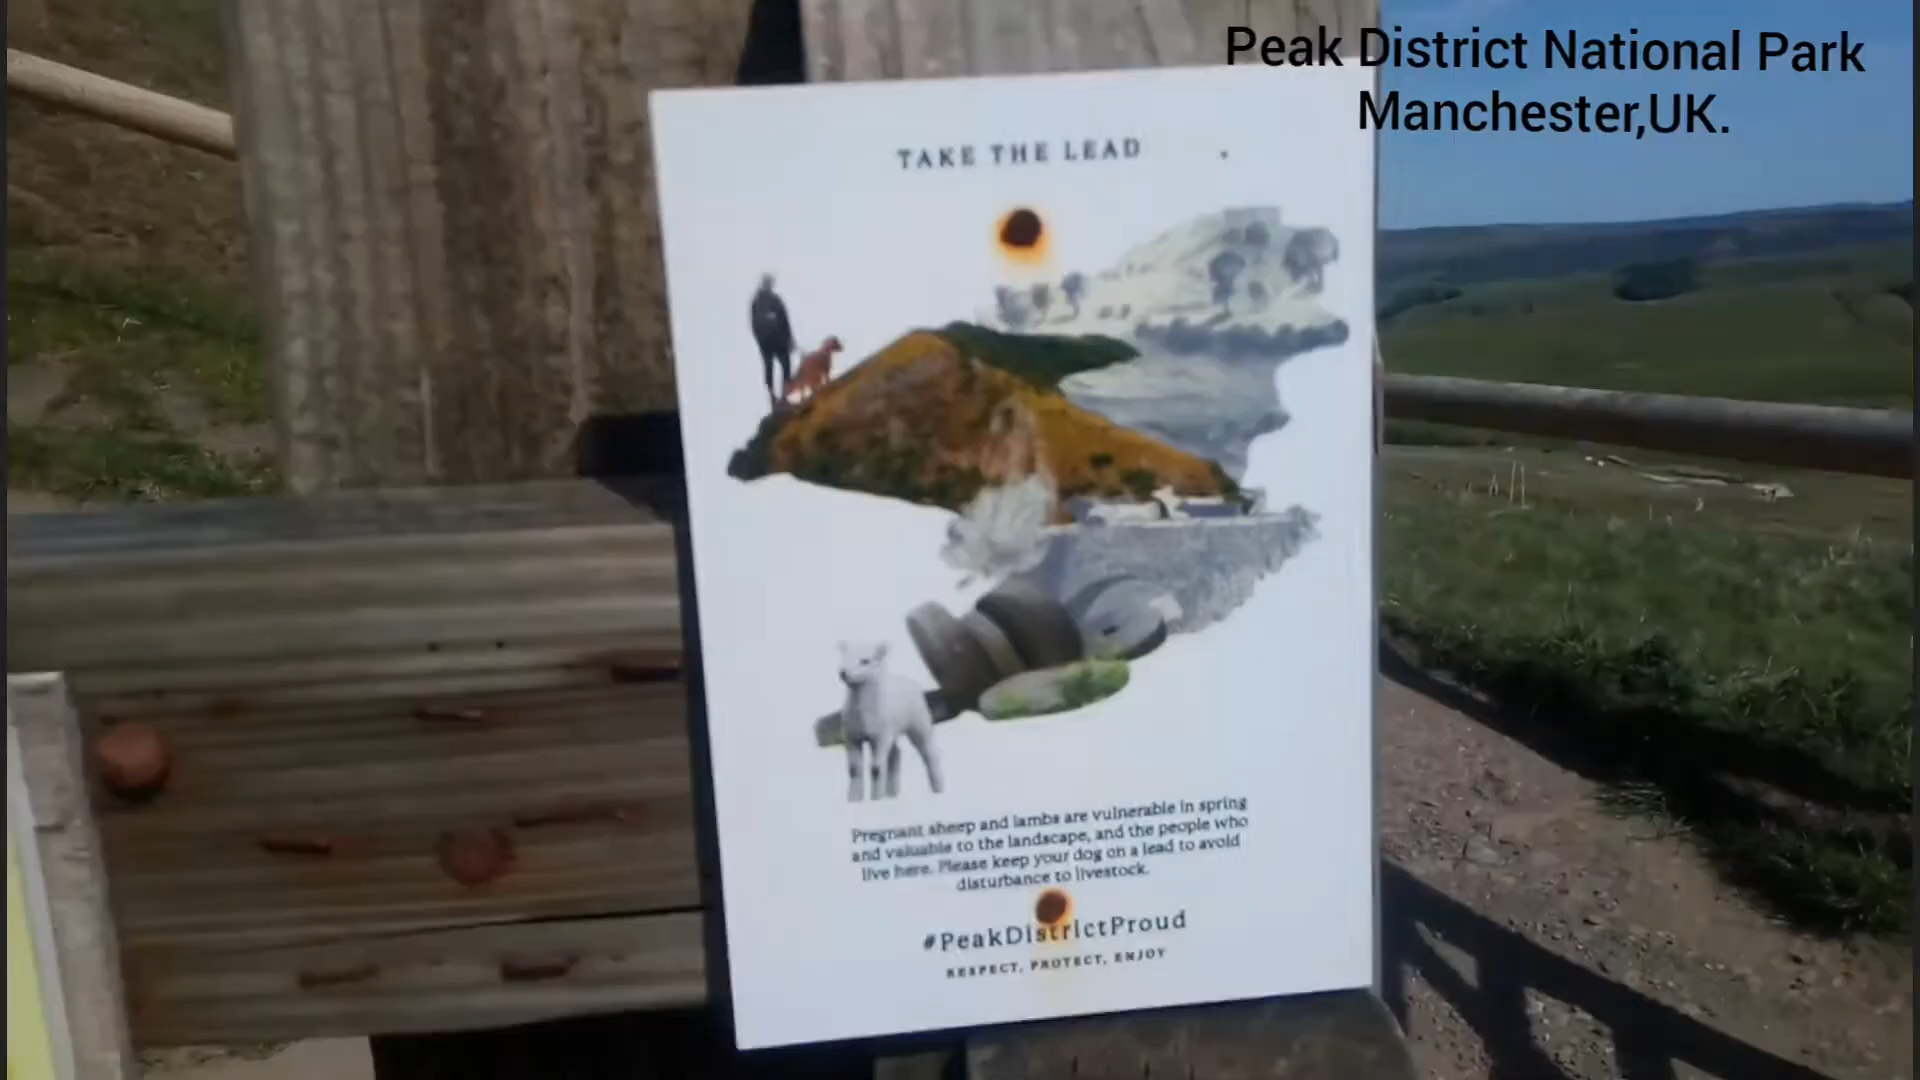 Peak District National Park
Manchester,UK.
TAKE THE LEAD
Pregnant sheep and lambs are vulnerable in spring
and valuable to the landscape, and the people who
live here. Please keep your dog on a lead to avoid
disturbance to livestock.
#PeakDistrictProud
RESPECT, PROTECT, ENJOY